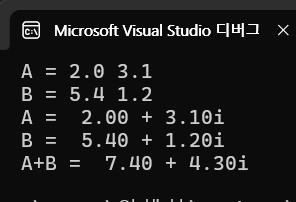 Microsoft Visual Studio 디버그
A = 2.0 3.1
B = 5.4 1.2
A =  2.00 + 3.10i
B =  5.40 + 1.20i
A+B =  7.40 + 4.30i